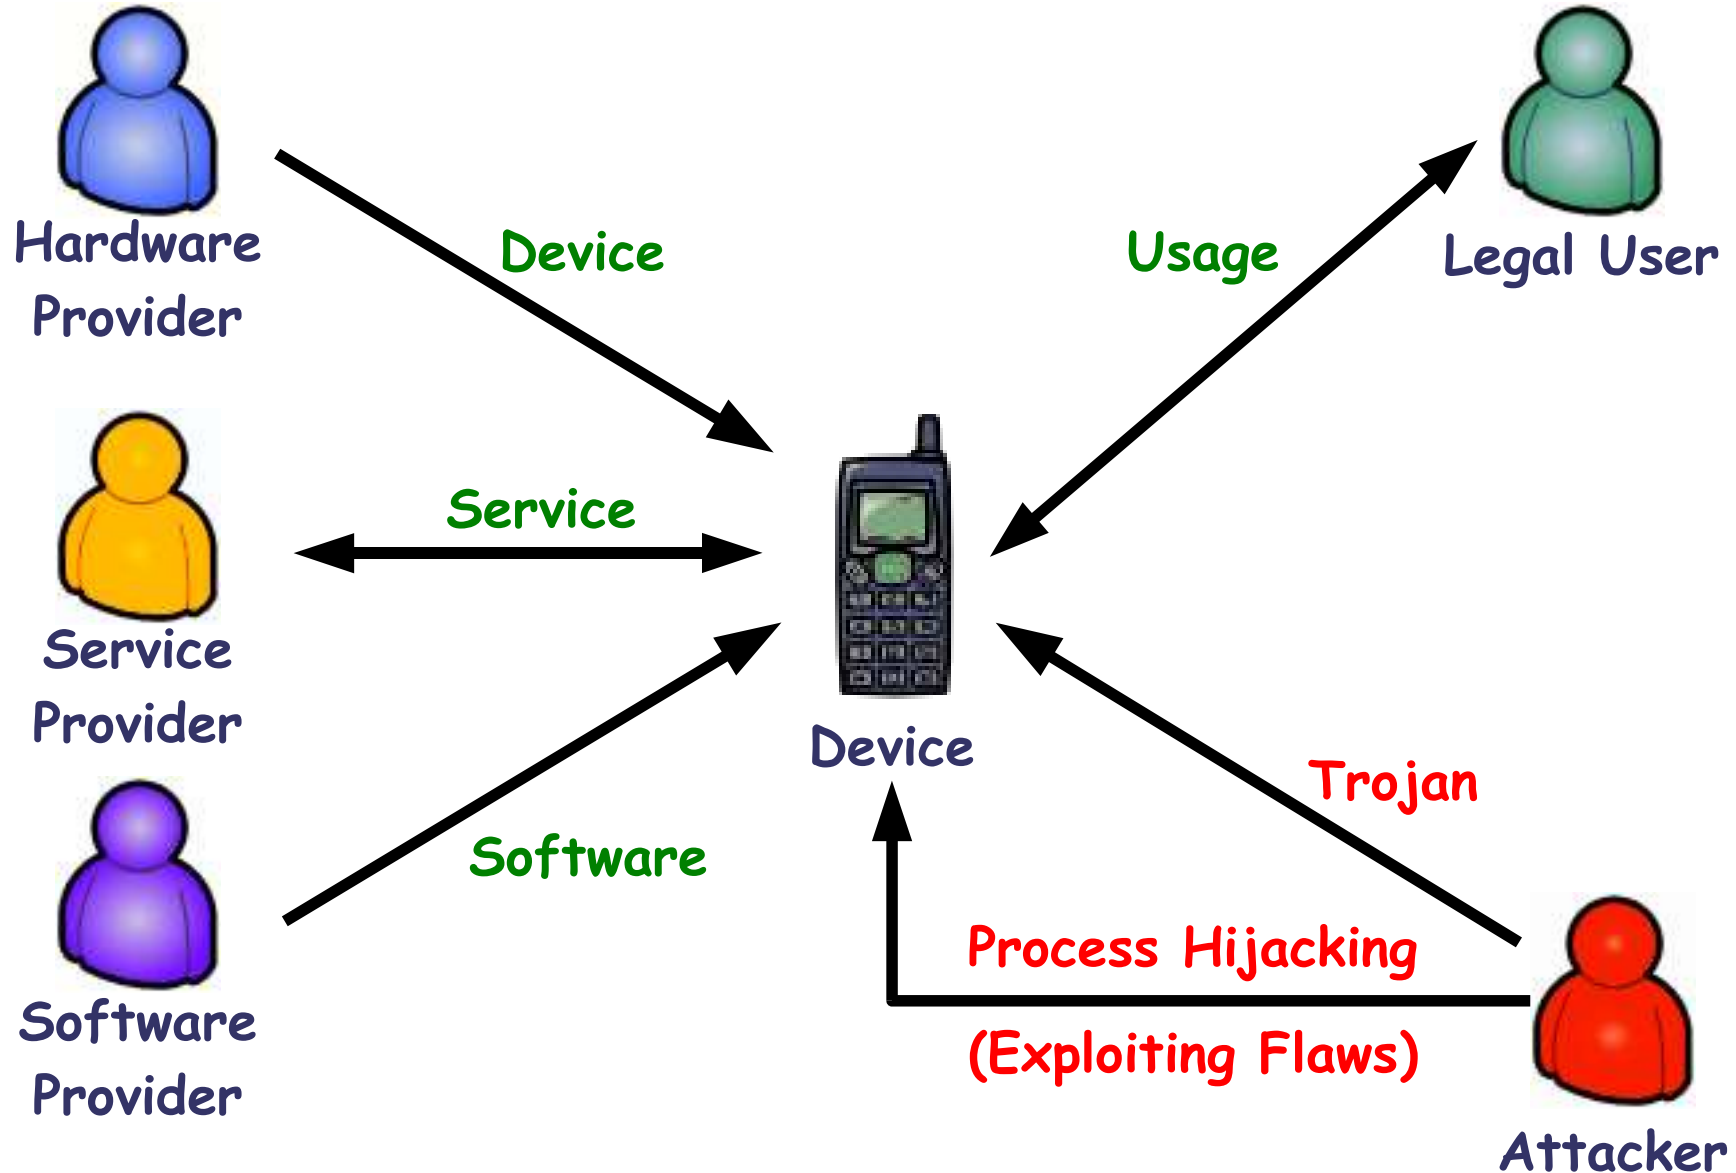 Hardware
Provider
Device
Usage
Legal User
Service
Service
Provider
Device
Trojan
Software
Process Hijacking
(Exploiting Flaws)
Software
Provider
Attacker